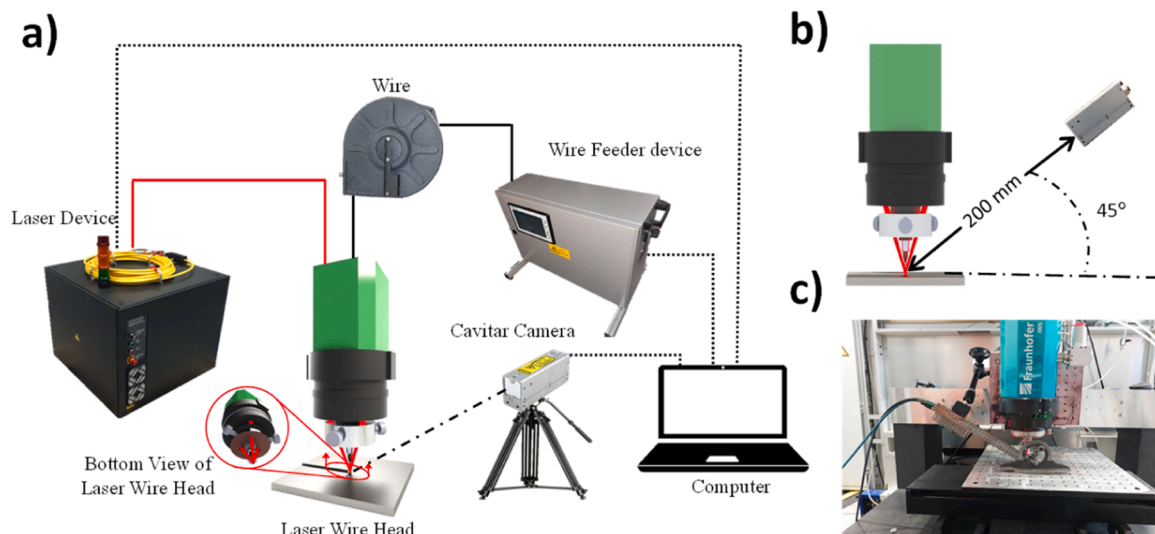 a)
Wire
Wire Feeder device
Laser Device
Cavitar Camera
Bottom View of
Laser Wire Head
Laser Wire Head
Computer
b)
200 mm
45°
c)
Fraunhofer
IWS